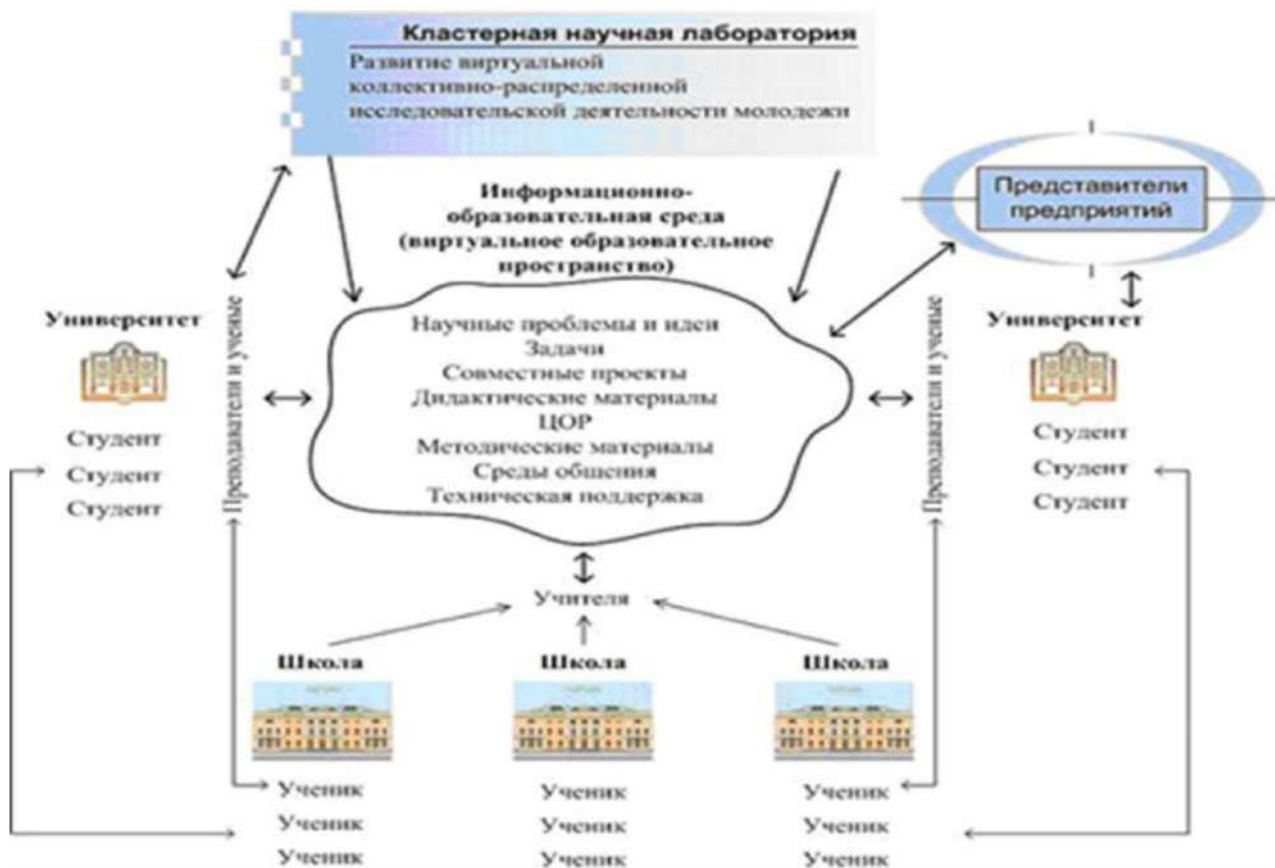 Кластерная научная лаборатория
Развитие виртуальной
коллективно-распределенной
исследовательской деятельности молодежи
Информационно-
образовательная среда
(виртуальное образовательное
пространство)
Представители
предприятий
Университет
Студент
Студент
Студент
Преподаватели и ученые
Научные проблемы и идеи
Задачи
Совместные проекты
Дидактические материалы
ЦОР
Методические материалы
Среды общения
Техническая поддержка
Преподаватели и ученые
Университет
Студент
Студент
Студент
Учителя
Школа
Школа
Школа
Ученик
Ученик
Ученик
Ученик
Ученик
Ученик
Ученик
Ученик
Ученик